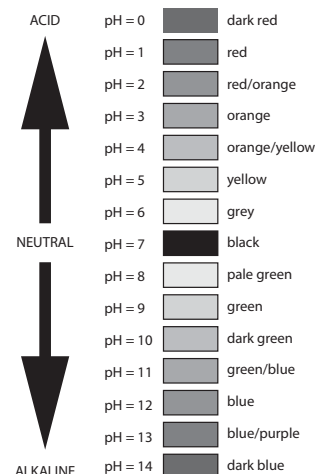 ACID pH = 0 dark red
pH = 1 red
pH = 2 red/orange
pH = 3 orange
pH = 4 orange/yellow
pH = 5 yellow
pH = 6 grey
NEUTRAL pH = 7 black
pH = 8 pale green
pH = 9 green
pH = 10 dark green
pH = 11 green/blue
pH = 12 blue
pH = 13 blue/purple
ALKALINE pH = 14 dark blue